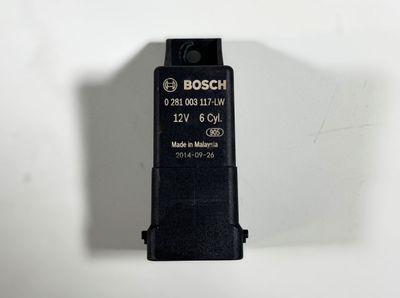 BOSCH
0 281 003 117-LW
12V 6 Cyl.
905
Made in Malaysia
2014-09-26